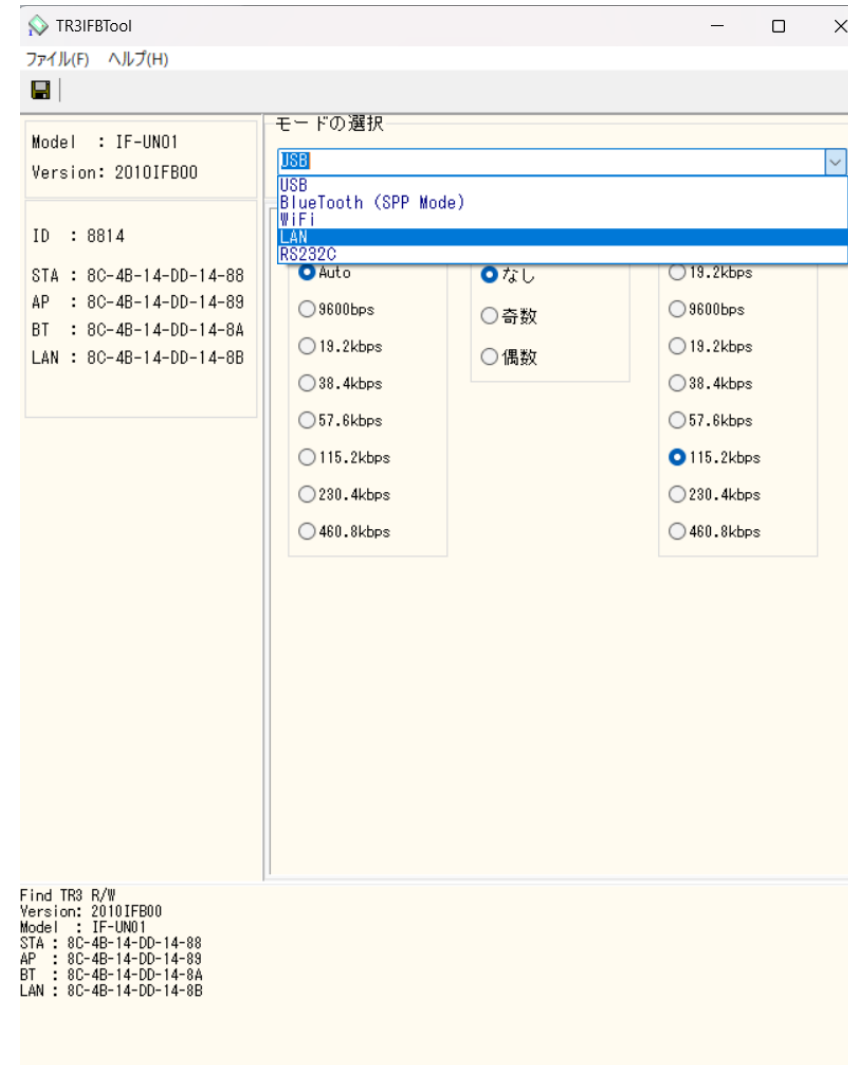 TR3IFBTool
ファイル(F) ヘルプ(H)
Model : IF-UN01
Version: 2010IFB00
ID : 8814
STA : 8C-4B-14-DD-14-88
AP : 8C-4B-14-DD-14-89
BT : 8C-4B-14-DD-14-8A
LAN : 8C-4B-14-DD-14-8B
モードの選択
USB
USB
BlueTooth (SPP Mode)
WiFi
LAN
RS232C
Auto
9600bps
19.2kbps
38.4kbps
57.6kbps
115.2kbps
230.4kbps
460.8kbps
なし
奇数
偶数
19.2kbps
9600bps
19.2kbps
38.4kbps
57.6kbps
115.2kbps
230.4kbps
460.8kbps
Find TR3 R/W
Version: 2010IFB00
Model : IF-UN01
STA : 8C-4B-14-DD-14-88
AP : 8C-4B-14-DD-14-89
BT : 8C-4B-14-DD-14-8A
LAN : 8C-4B-14-DD-14-8B